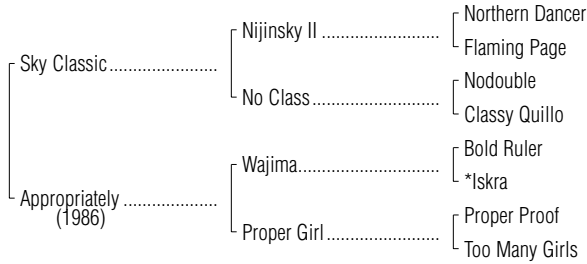 Northern Dancer
Nijinsky II
Flaming Page
Sky Classic
Nodouble
No Class
Classy Quillo
Bold Ruler
Wajima
*Iskra
Appropriately
(1986)
Proper Proof
Proper Girl
Too Many Girls